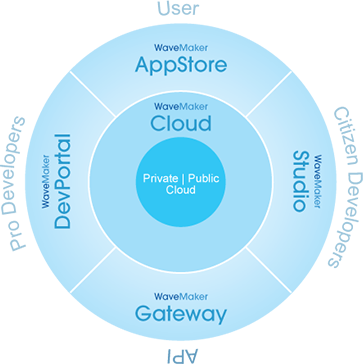 User
WaveMaker
AppStore
WaveMaker
Cloud
Private | Public
Cloud
Pro Developers
WaveMaker
DevPortal
WaveMaker
Studio
Citizen Developers
WaveMaker
Gateway
API